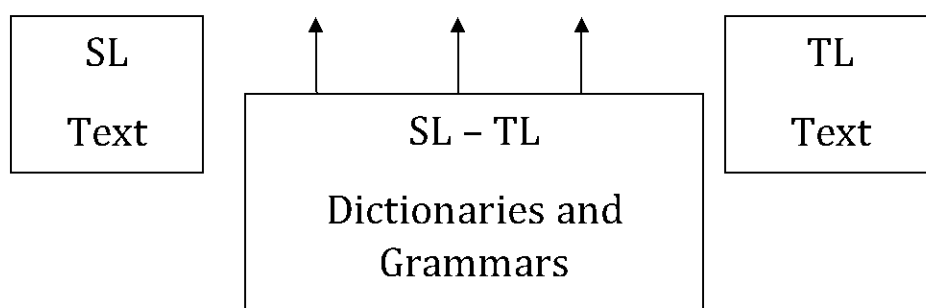 SL
Text
SL – TL
Dictionaries and
Grammars
TL
Text